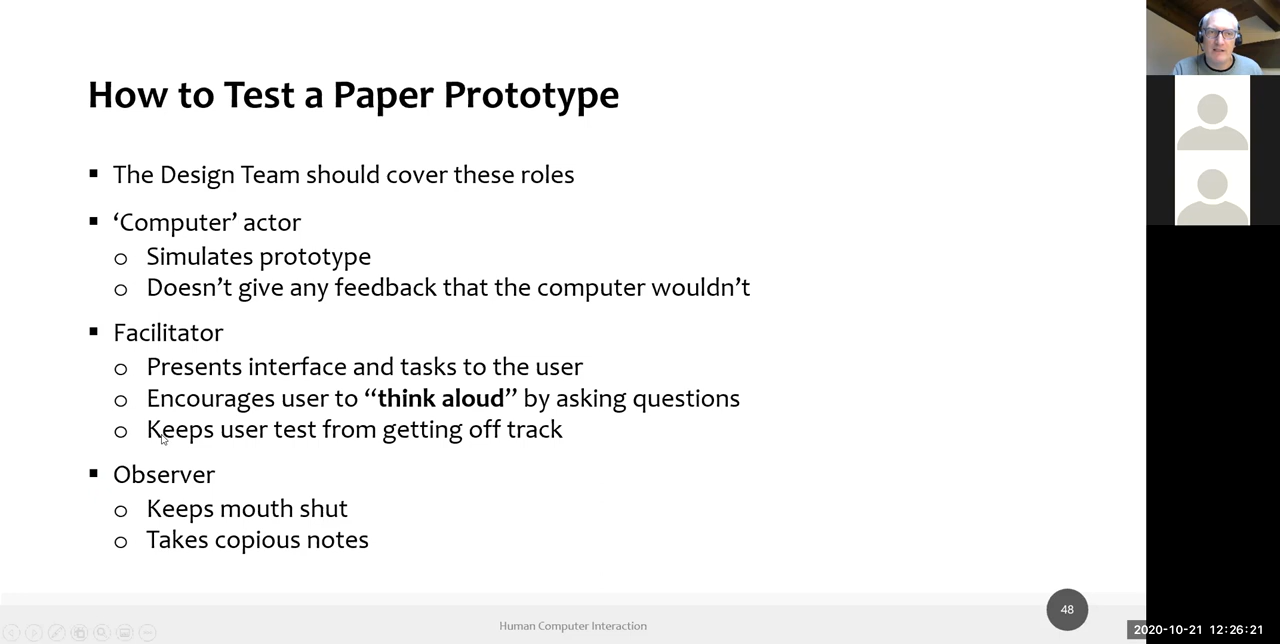 How to Test a Paper Prototype
▪ The Design Team should cover these roles
▪ ‘Computer’ actor
o Simulates prototype
o Doesn’t give any feedback that the computer wouldn’t
▪ Facilitator
o Presents interface and tasks to the user
o Encourages user to “think aloud” by asking questions
o Keeps user test from getting off track
▪ Observer
o Keeps mouth shut
o Takes copious notes
Human Computer Interaction
48
2020-10-21 12:26:21